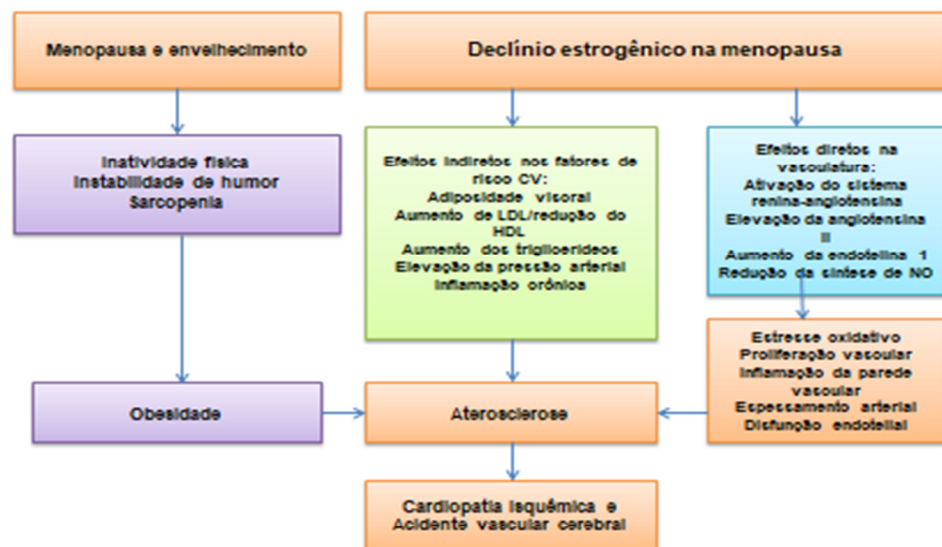 Menopausa e envelhecimento
Declínio estrogênico na menopausa
Inatividade física
Instabilidade de humor
Sarcopenia
Efeitos indiretos nos fatores de
risco CV:
Adiposidade visoral
Aumento de LDL/redução do
HDL
Aumento dos triglioerídeos
Elevação da pressão arterial
Inflamação orônica
Efeitos diretos na
vasculatura:
Ativação do sistema
renina-angiotensina
Elevação da angiotensina
II
Aumento da endotelina 1
Redução da síntese de NO
Estresse oxidativo
Proliferação vascular
Inflamação da parede
vascular
Espessamento arterial
Disfunção endotelial
Obesidade
Aterosclerose
Cardiopatia isquêmica e
Acidente vascular cerebral